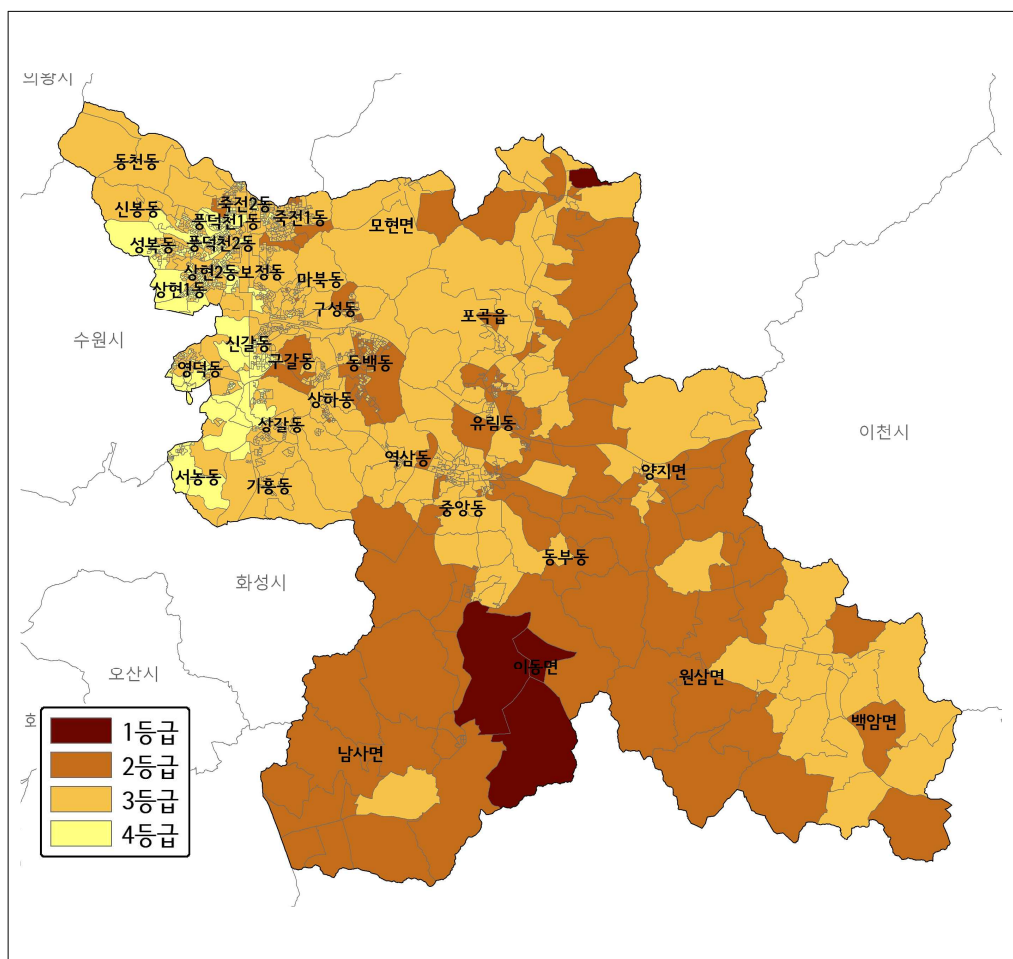 의왕시
동천동
신봉동
죽전2동
풍덕천1동
죽전1동
모현면
성복동
풍덕천2동
상현2동
보정동
상현1동
마북동
구성동
포곡읍
수원시
신갈동
영덕동
구갈동
동백동
상하동
상갈동
유림동
이천시
서농동
기흥동
역삼동
양지면
중앙동
동부동
화성시
오산시
이동면
원삼면
백암면
남사면
1등급
2등급
3등급
4등급